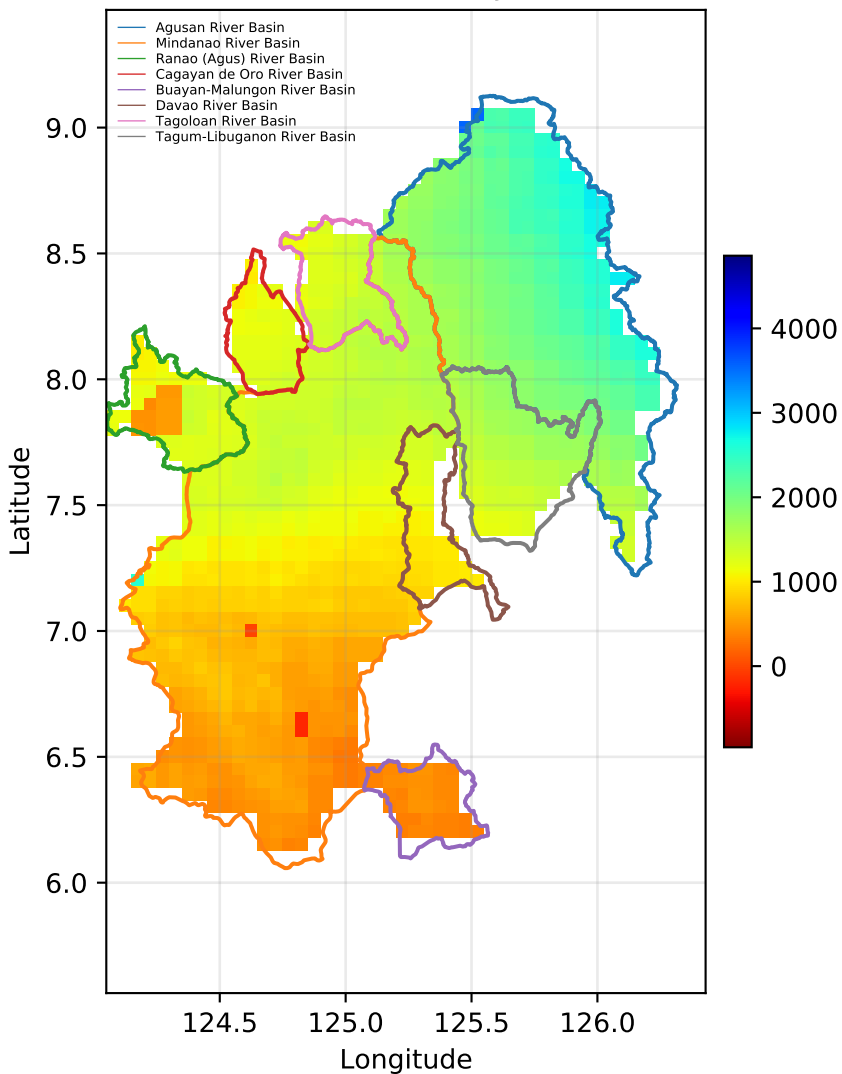 Agusan River Basin
Mindanao River Basin
Ranao (Agus) River Basin
Cagayan de Oro River Basin
Buayan-Malungon River Basin
Davao River Basin
Tagoloan River Basin
Tagum-Libuganon River Basin
9.0
8.5
8.0
7.5
7.0
6.5
6.0
Latitude
124.5 125.0 125.5 126.0
Longitude
4000
3000
2000
1000
0